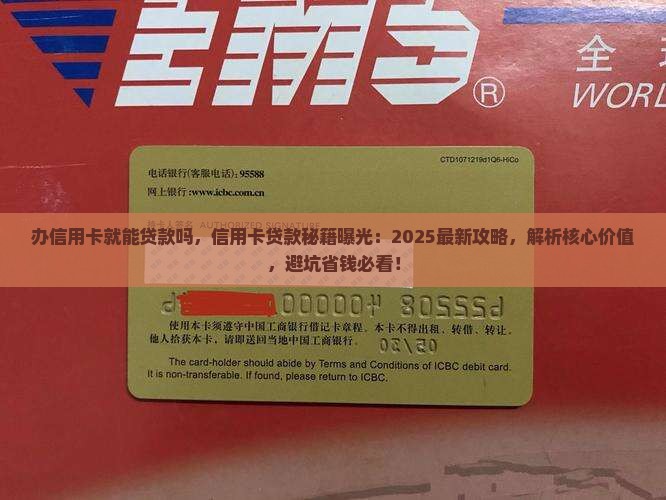 EMS®
全 球
WORL
电话银行(客服电话):95588
CTD1071219d1Q6-HiCo
网上银行:www.icbc.com.cn
AUTHORIZED SIGNATURE
办信用卡就能贷款吗，信用卡贷款秘籍曝光：2025最新攻略，解析核心价值
，避坑省钱必看！
使用本卡须遵守中国工商银行借记卡章程。本卡不得出租、转借、转让。
他人拾获本卡，请即送回当地中国工商银行。
05/20
The card-holder should abide by Terms and Conditions of ICBC debit card.
It is non-transferable. If found, please return to ICBC.